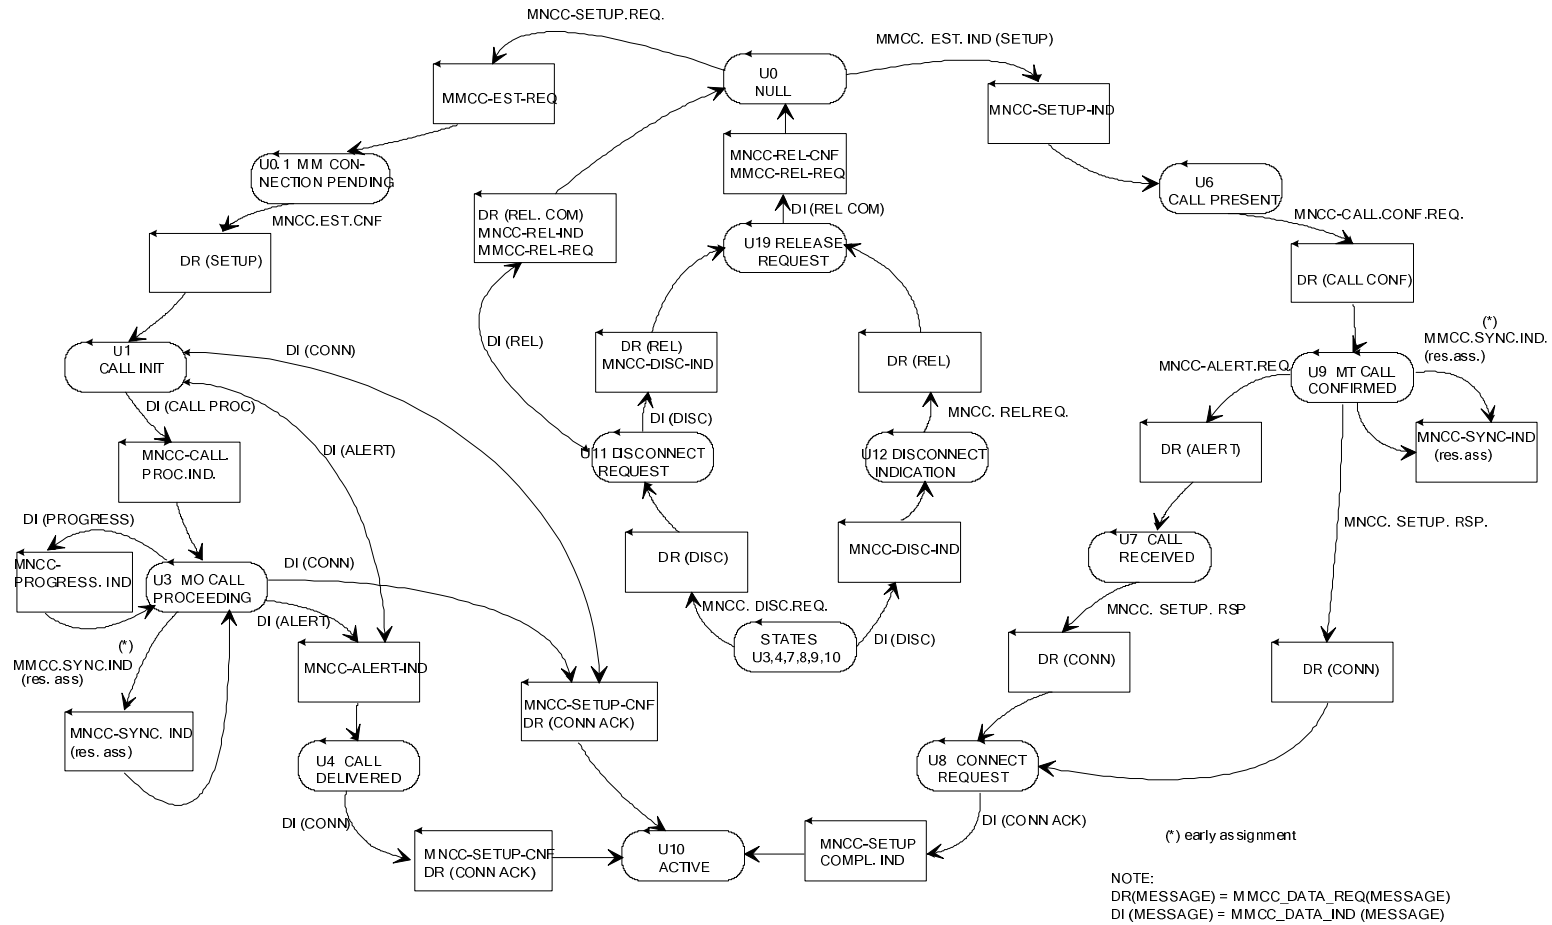 MNCC-SETUP.REQ.
MMCC. EST. IND (SETUP)
U0
NULL
MMCC-EST-REQ
MNCC-SETUP-IND
MNCC-REL-CNF
MMCC-REL-REQ
U0.1 MM CON-
NECTION PENDING
U6
CALL PRESENT
DI (REL COM)
MNCC.EST.CNF
MNCC-CALL.CONF.REQ.
DR (REL. COM)
MNCC-REL-IND
MMCC-REL-REQ
U19 RELEASE
REQUEST
DR (SETUP)
DR (CALL CONF)
(*)
MMCC.SYNC.IND.
(res.ass.)
DI (REL)
U1
CALL INIT
DI (CONN)
DR (REL)
MNCC-DISC-IND
DR (REL)
MNCC-ALERT.REQ
U9 MT CALL
CONFIRMED
DI (CALL PROC)
DI (DISC)
MNCC. REL.REQ.
MNCC-CALL.
PROC.IND.
DI (ALERT)
U11 DISCONNECT
REQUEST
U12 DISCONNECT
INDICATION
DR (ALERT)
MNCC-SYNC-IND
(res.ass)
DI (PROGRESS)
MNCC. SETUP. RSP.
MNCC-
PROGRESS. IND
U3 MO CALL
PROCEEDING
DI (CONN)
DR (DISC)
MNCC-DISC-IND
U7 CALL
RECEIVED
DI (ALERT)
MNCC. DISC.REQ.
MNCC. SETUP. RSP
(*)
MMCC.SYNC.IND
(res. ass)
STATES
U3,4,7,8,9,10
DI (DISC)
MNCC-ALERT-IND
DR (CONN)
DR (CONN)
MNCC-SETUP-CNF
DR (CONN ACK)
MNCC-SYNC. IND
(res. ass)
U4 CALL
DELIVERED
U8 CONNECT
REQUEST
DI (CONN)
DI (CONN ACK)
(*) early assignment
MNCC-SETUP-CNF
DR (CONN ACK)
U10
ACTIVE
MNCC-SETUP
COMPL. IND
NOTE:
DR(MESSAGE) = MMCC_DATA_REQ(MESSAGE)
DI (MESSAGE) = MMCC_DATA_IND (MESSAGE)